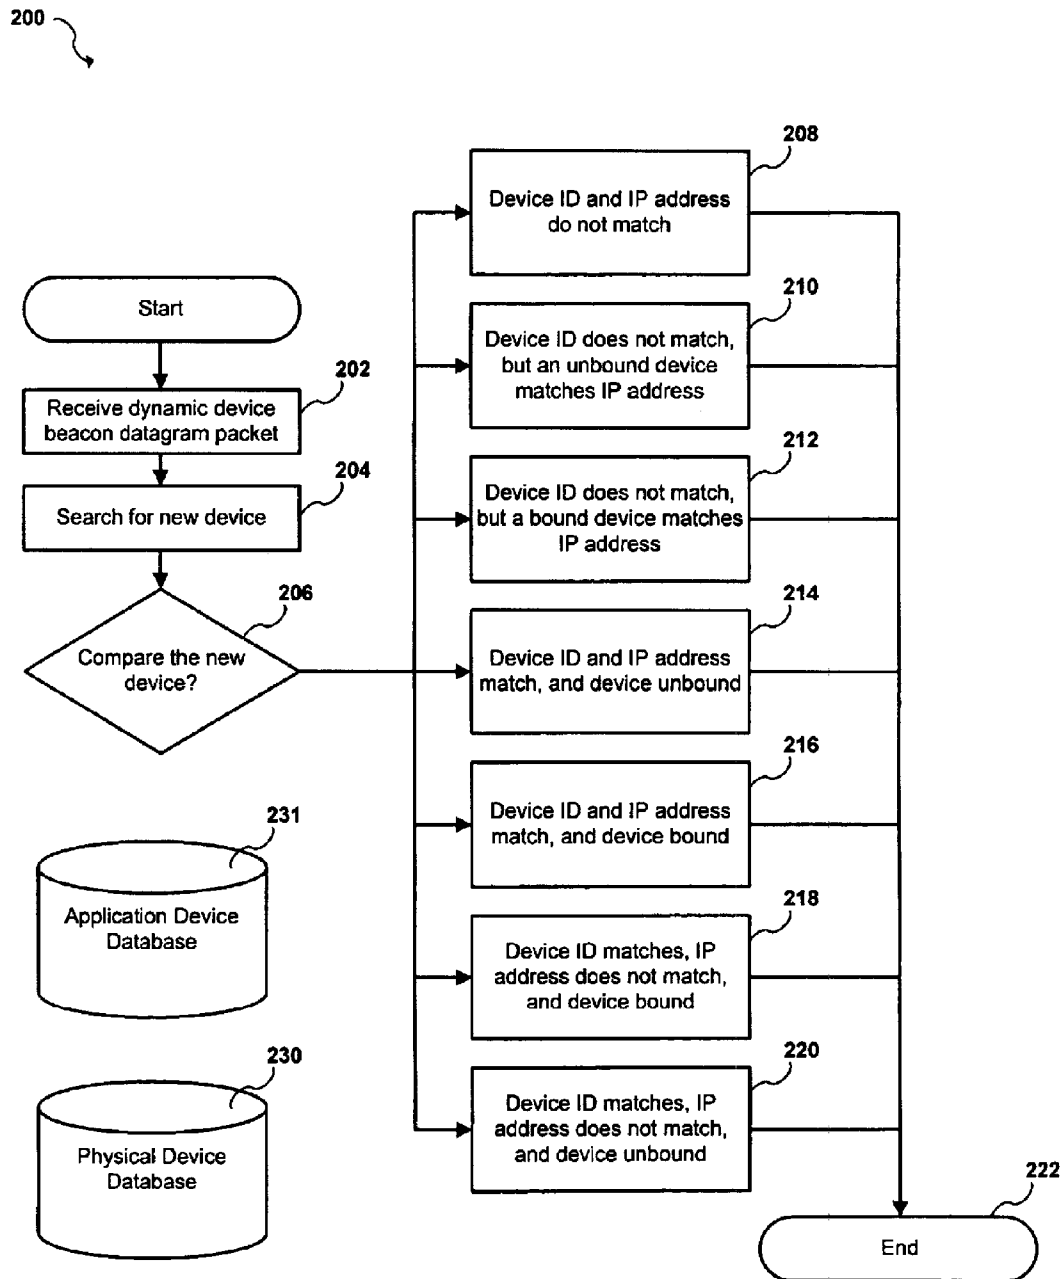 200
208
Device ID and IP address
do not match
210
Device ID does not match,
but an unbound device
matches IP address
Start
202
Receive dynamic device
beacon datagram packet
212
Device ID does not match,
but a bound device matches
IP address
204
Search for new device
206
Compare the new
device?
214
Device ID and IP address
match, and device unbound
216
Device ID and IP address
match, and device bound
231
Application Device
Database
218
Device ID matches, IP
address does not match,
and device bound
230
Physical Device
Database
220
Device ID matches, IP
address does not match,
and device unbound
222
End